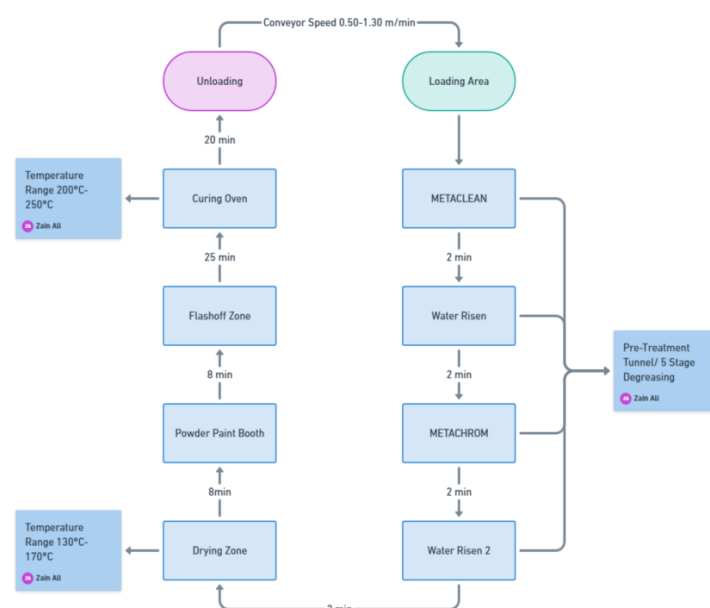 Conveyor Speed 0.50-1.30 m/min
Unloading
Loading Area
20 min
Temperature
Range 200°C-
250°C
Zain Ali
Curing Oven
METACLEAN
25 min
2 min
Flashoff Zone
Water Risen
Pre-Treatment
Tunnel/ 5 Stage
Degreasing
Zain Ali
8 min
2 min
Powder Paint Booth
METACHROM
8min
2 min
Temperature
Range 130°C-
170°C
Zain Ali
Drying Zone
Water Risen 2